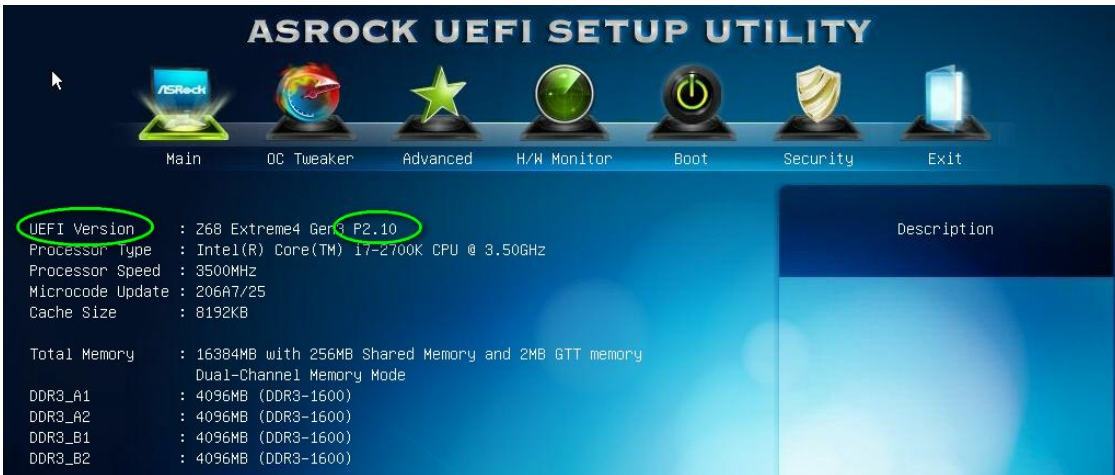 ASROCK UEFI SETUP UTILITY
ASRock
Main OC Tweaker Advanced H/W Monitor Boot Security Exit
UEFI Version : Z68 Extreme4 Gen3 P2.10
Processor Type : Intel(R) Core(TM) i7-2700K CPU @ 3.50GHz
Processor Speed : 3500MHz
Microcode Update : 206A7/25
Cache Size : 8192KB
Total Memory : 16384MB with 256MB Shared Memory and 2MB GTT memory
Dual-Channel Memory Mode
DDR3_A1 : 4096MB (DDR3-1600)
DDR3_A2 : 4096MB (DDR3-1600)
DDR3_B1 : 4096MB (DDR3-1600)
DDR3_B2 : 4096MB (DDR3-1600)
Description